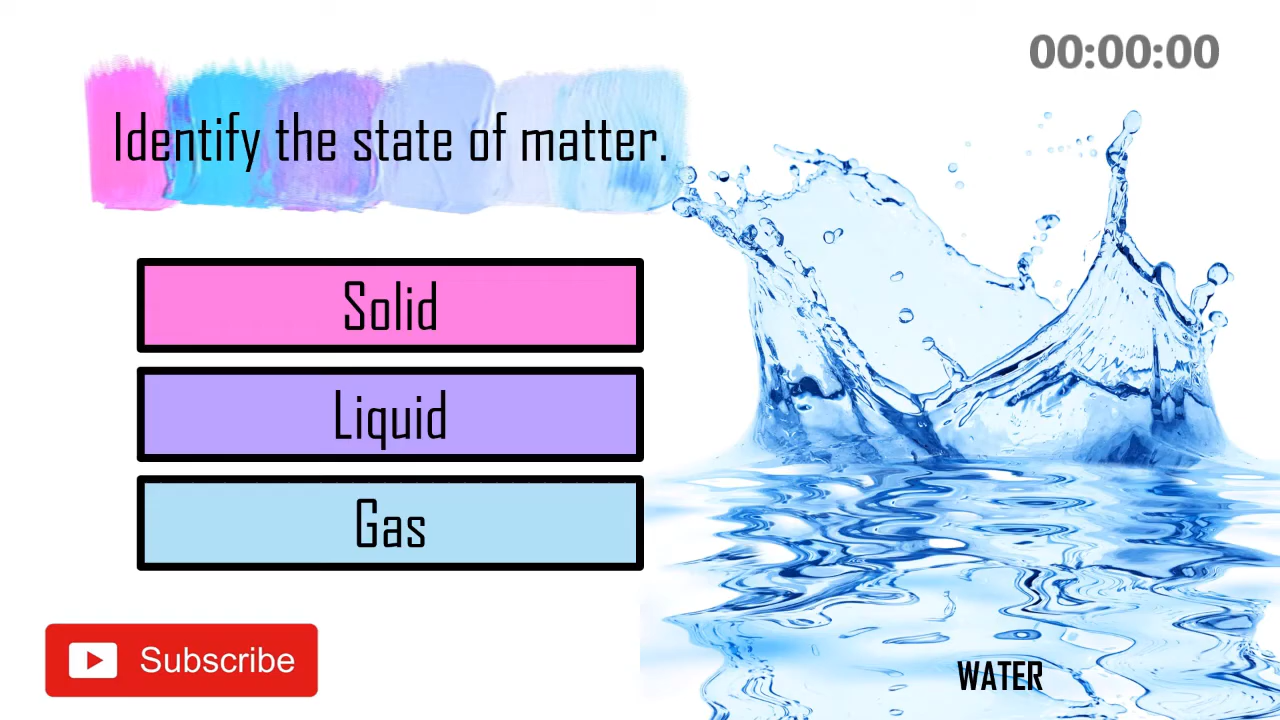 00:00:00
Identify the state of matter.
Solid
Liquid
Gas
Subscribe
WATER